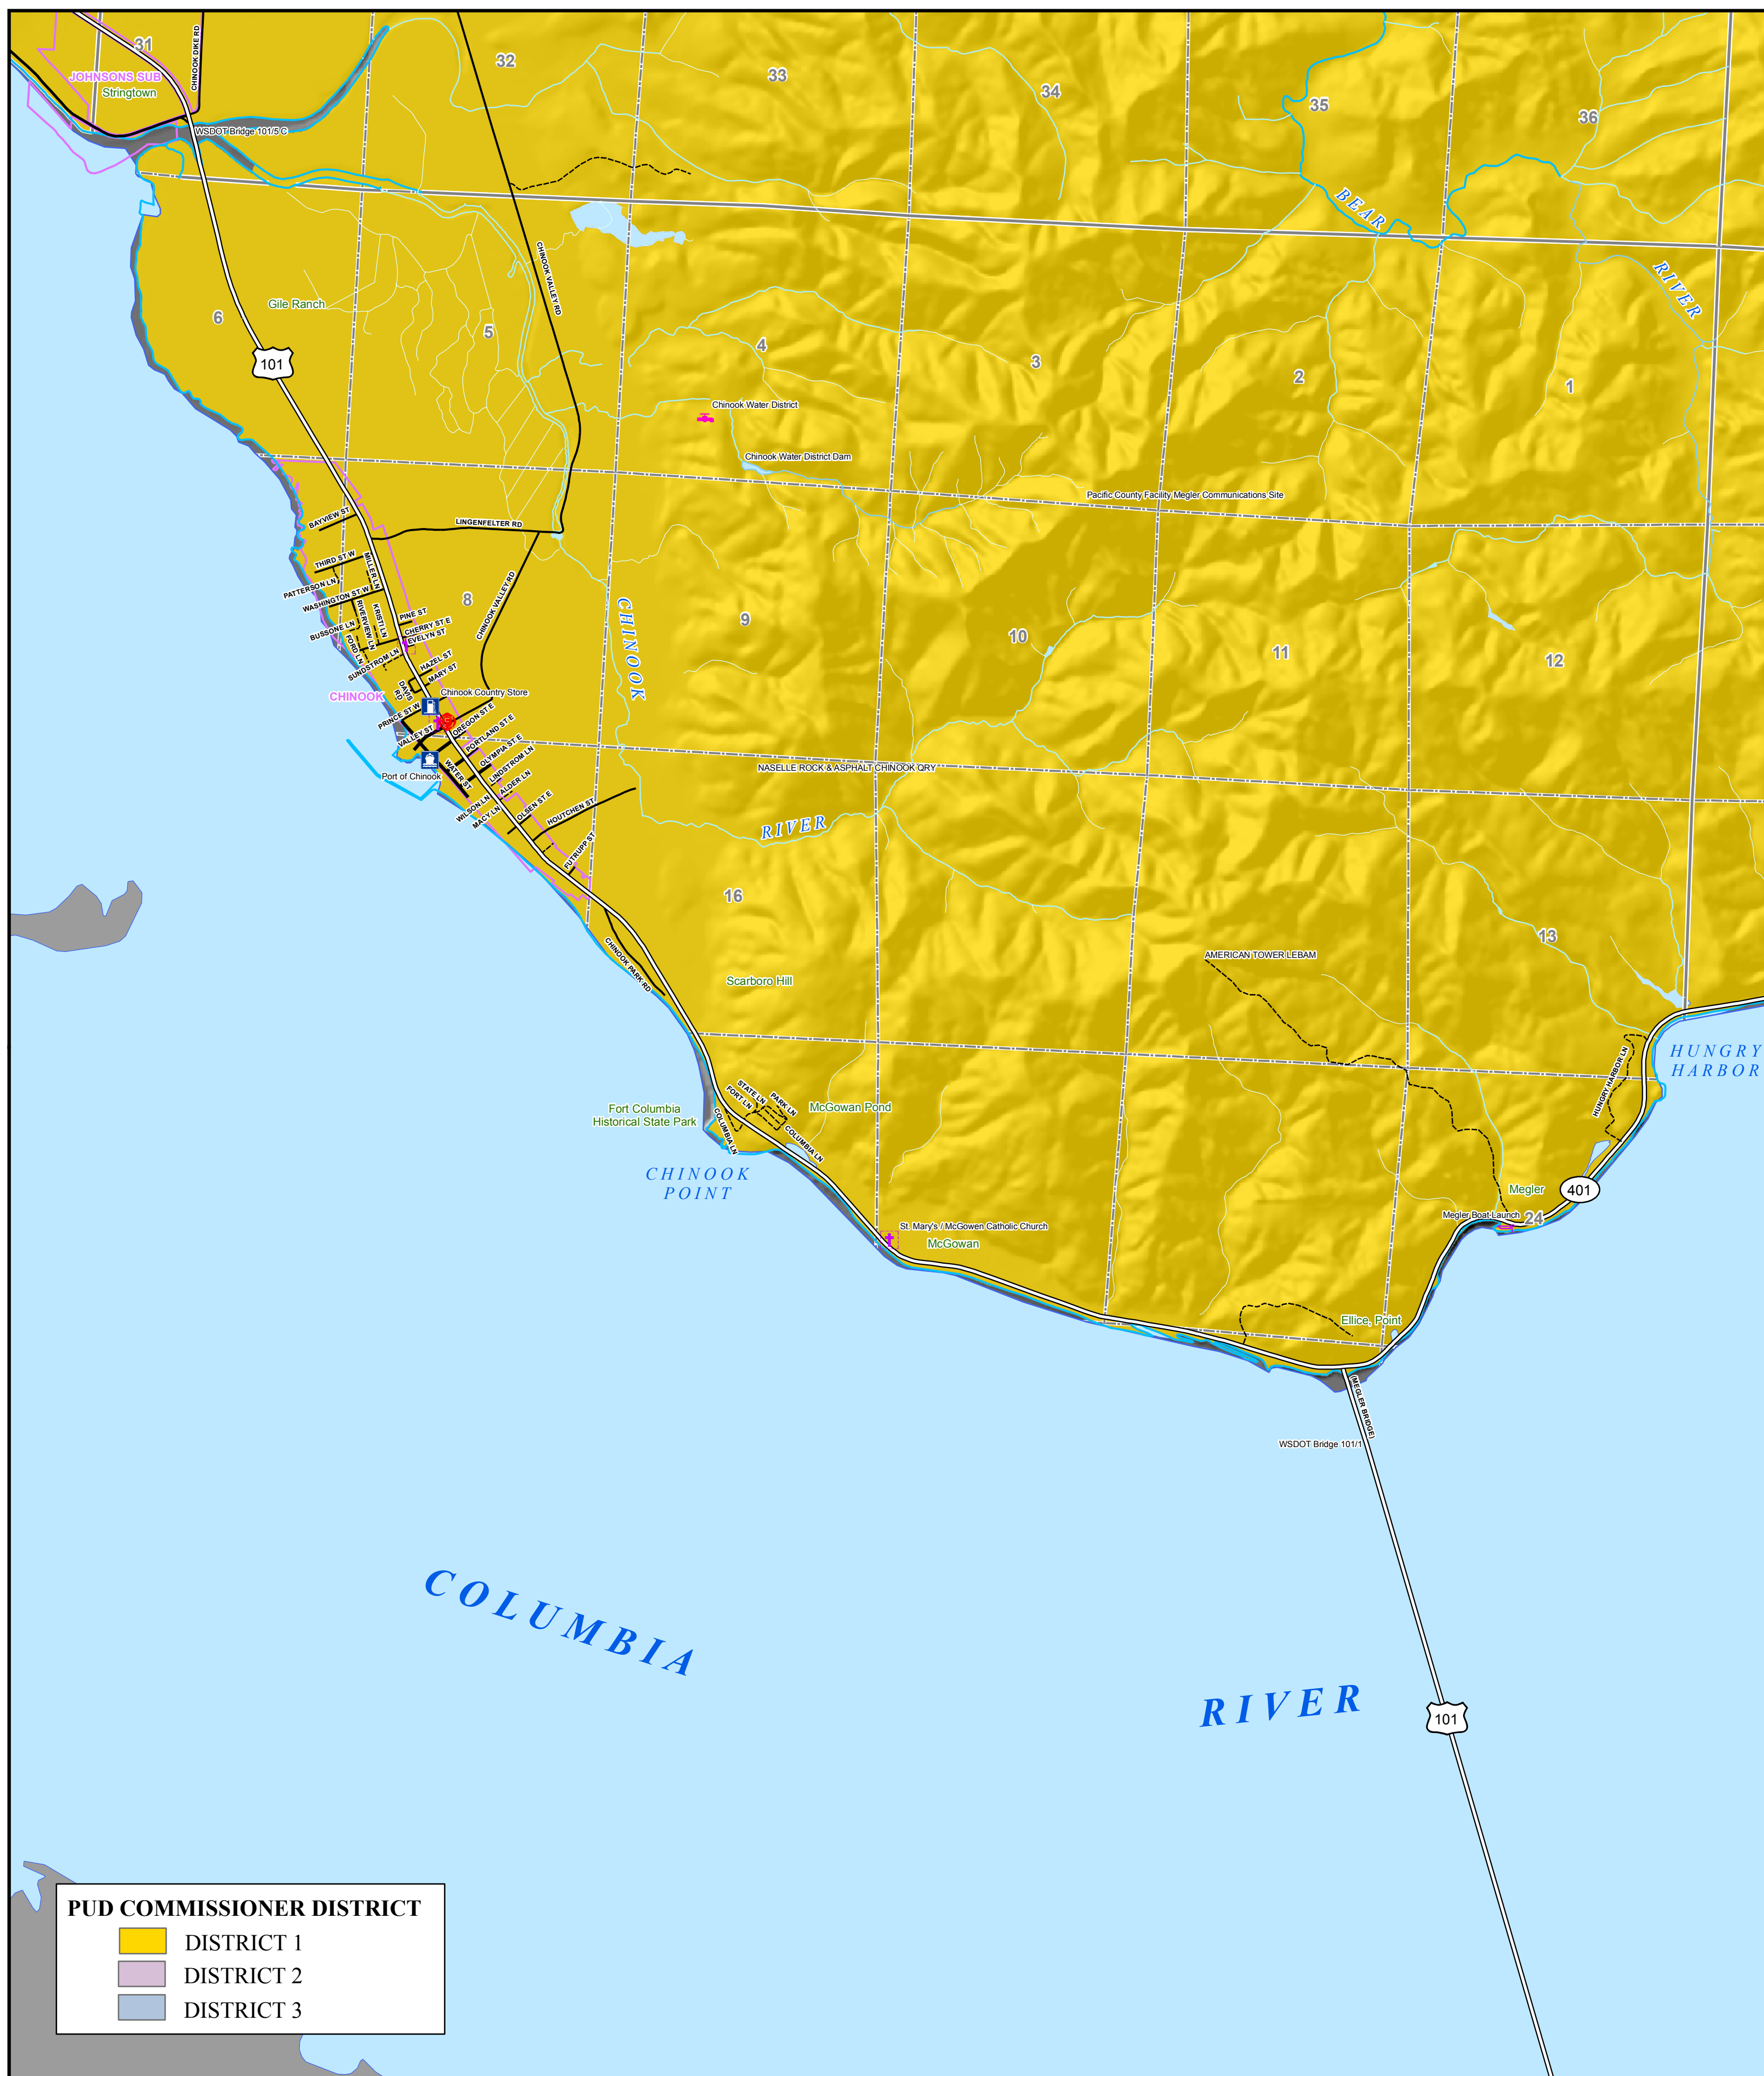 31
CHINOOK DIKE RD
32
33
34
35
36
JOHNSONS SUB
Stringtown
WSDOT Bridge 101/5 C
BEAR
RIVER
CHINOOK VALLEY RD
Gile Ranch
6
5
4
3
2
1
101
Chinook Water District
Chinook Water District Dam
Pacific County Facility Megler Communications Site
BAYVIEW ST
LINGENFELTER RD
THIRD ST W
MILLER LN
PATTERSON LN
WASHINGTON ST W
8
CHINOOK VALLEY RD
RIVERVIEW LN
KRISTI LN
PINE ST
CHERRY ST E
EVELYN ST
BUSSONE LN
FORD LN
SUNDSTROM LN
HAZEL ST
MARY ST
DAVIS
RD
CHINOOK
9
10
11
12
CHINOOK
Chinook Country Store
PRINCE ST W
VALLEY ST
OREGON ST E
PORTLAND ST E
OLYMPIA ST E
LINDSTROM LN
Port of Chinook
WATER ST
ALDER LN
WILSON LN
MACY LN
OLSEN ST E
HOUTCHEN ST
FUTRUPP ST
NASELLE ROCK & ASPHALT CHINOOK QRY
RIVER
16
13
CHINOOK PARK RD
Scarboro Hill
AMERICAN TOWER LEBAM
HUNGRY
HARBOR
HUNGRY HARBOR LN
STATE LN
FORT LN
PARK LN
COLUMBIA LN
COLUMBIA LN
McGowan Pond
Fort Columbia
Historical State Park
CHINOOK
POINT
Megler
401
Megler Boat Launch
24
St. Mary's / McGowen Catholic Church
McGowan
Ellice, Point
(MEGLER BRIDGE)
WSDOT Bridge 101/1
COLUMBIA
RIVER
101
PUD COMMISSIONER DISTRICT
DISTRICT 1
DISTRICT 2
DISTRICT 3